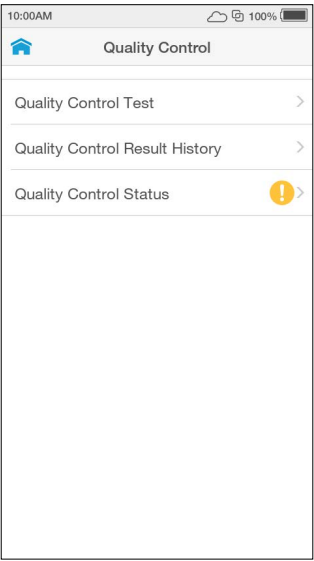 10:00AM 100%
Quality Control
Quality Control Test
Quality Control Result History
Quality Control Status